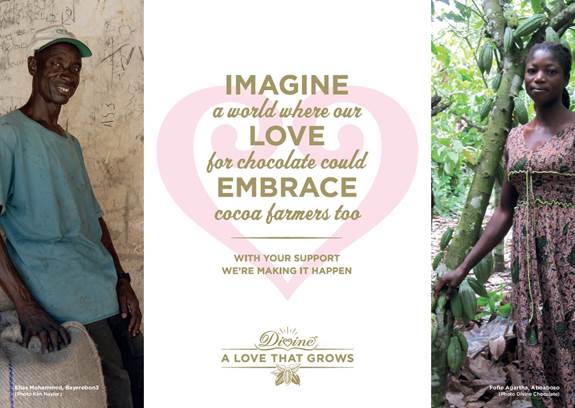 IMAGINE
a world where our
LOVE
for chocolate could
EMBRACE
cocoa farmers too
WITH YOUR SUPPORT
WE'RE MAKING IT HAPPEN
Divine
A LOVE THAT GROWS
Elias Mohammed, Bayerebon3
(Photo Kim Naylor)
Fofie Agartha, Abeaboso
(Photo Divine Chocolate)